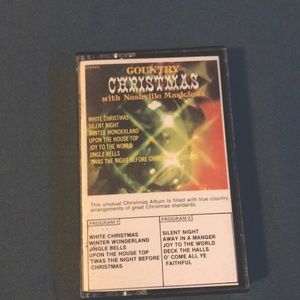 STEREO
COUNTRY
CHRISTMAS
with Nashville Musicians
WHITE CHRISTMAS
SILENT NIGHT
WINTER WONDERLAND
UPON THE HOUSE TOP
JOY TO THE WORLD
JINGLE BELLS
'TWAS THE NIGHT BEFORE CHRIS
This unusual Christmas Album is filled with true country
arrangements of great Christmas standards.
PROGRAM 1
WHITE CHRISTMAS
WINTER WONDERLAND
JINGLE BELLS
UPON THE HOUSE TOP
'TWAS THE NIGHT BEFORE
CHRISTMAS
PROGRAM 2
SILENT NIGHT
AWAY IN A MANGER
JOY TO THE WORLD
DECK THE HALLS
O' COME ALL YE
FAITHFUL